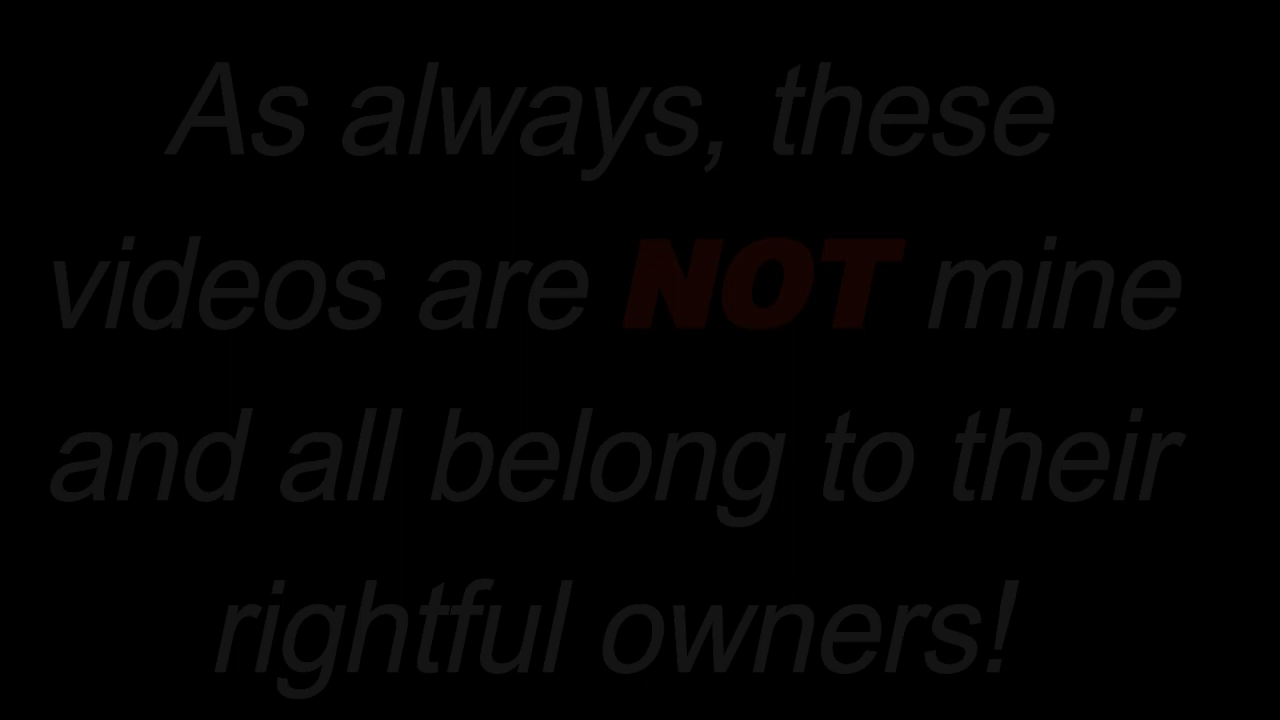 As always, these
videos are NOT mine
and all belong to their
rightful owners!